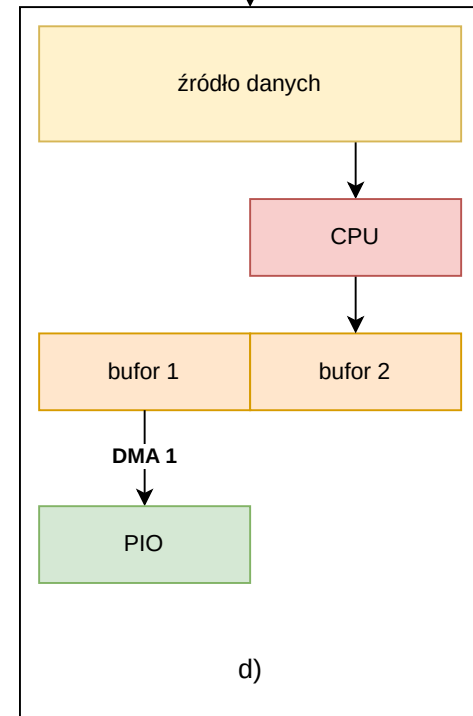 źródło danych
CPU
bufor 1
bufor 2
DMA 1
PIO
d)